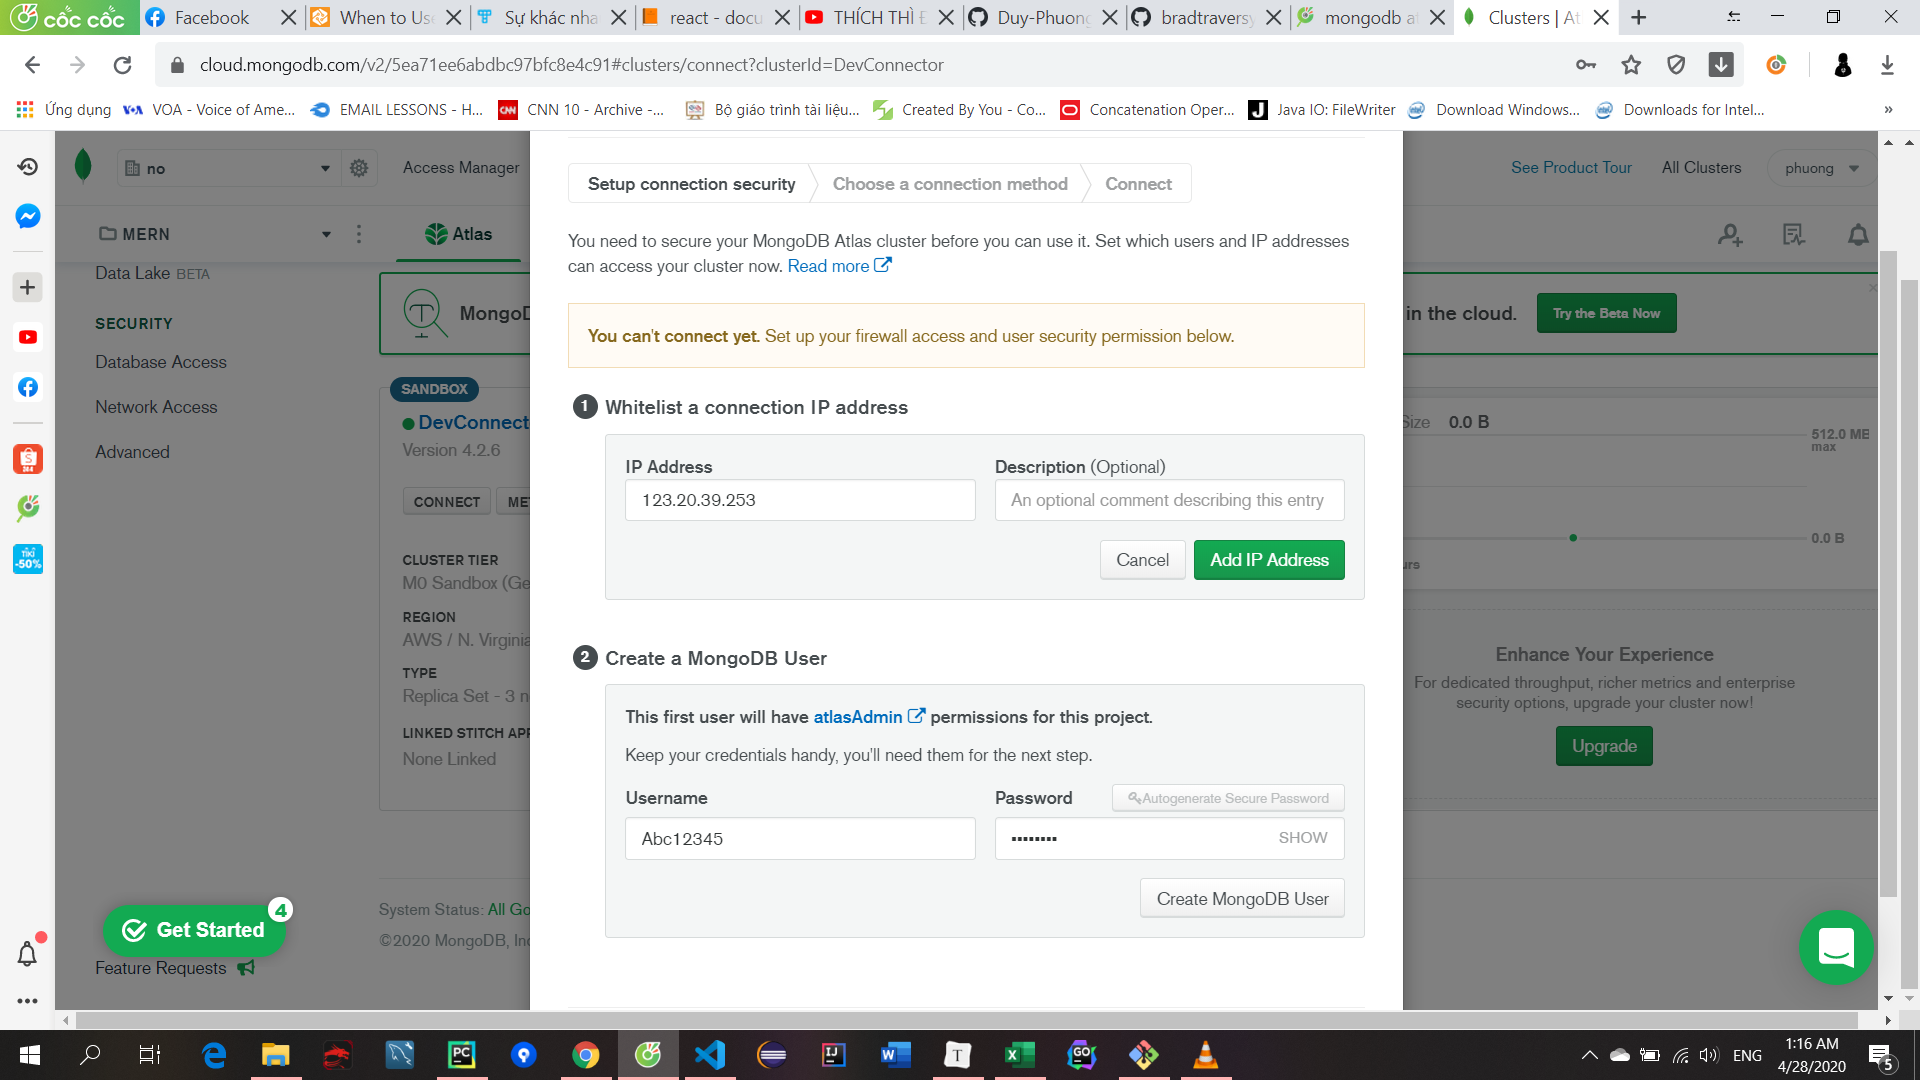 cốc cốc
Facebook
When to Use
Sự khác nha
react - docu
THÍCH THÌ Đ
Duy-Phuong
bradtraversy
mongodb at
Clusters | At
cloud.mongodb.com/v2/5ea71ee6abdbc97bfc8e4c91#clusters/connect?clusterId=DevConnector
Ứng dụng
VOA - Voice of Ame...
EMAIL LESSONS - H...
CNN 10 - Archive -...
Bộ giáo trình tài liệu...
Created By You - Co...
Concatenation Oper...
Java IO: FileWriter
Download Windows...
Downloads for Intel...
»
no
Access Manager
See Product Tour
All Clusters
phuong
MERN
Atlas
Data Lake BETA
SECURITY
Database Access
Network Access
Advanced
MongoD
in the cloud.
Try the Beta Now
SANDBOX
DevConnect
Version 4.2.6
CONNECT
ME
CLUSTER TIER
M0 Sandbox (Ge
REGION
AWS / N. Virginia
TYPE
Replica Set - 3 n
LINKED STITCH APP
None Linked
Setup connection security
Choose a connection method
Connect
You need to secure your MongoDB Atlas cluster before you can use it. Set which users and IP addresses
can access your cluster now. Read more
You can't connect yet. Set up your firewall access and user security permission below.
1 Whitelist a connection IP address
IP Address
Description (Optional)
123.20.39.253
An optional comment describing this entry
Cancel
Add IP Address
2 Create a MongoDB User
This first user will have atlasAdmin permissions for this project.
Keep your credentials handy, you'll need them for the next step.
Username
Password
Autogenerate Secure Password
Abc12345
••••••••
SHOW
Create MongoDB User
Size 0.0 B
512.0 MB
max
0.0 B
urs
Enhance Your Experience
For dedicated throughput, richer metrics and enterprise
security options, upgrade your cluster now!
Upgrade
Get Started
4
System Status: All Go
©2020 MongoDB, Inc
Feature Requests
TIKI
-50%
ENG
1:16 AM
4/28/2020
5